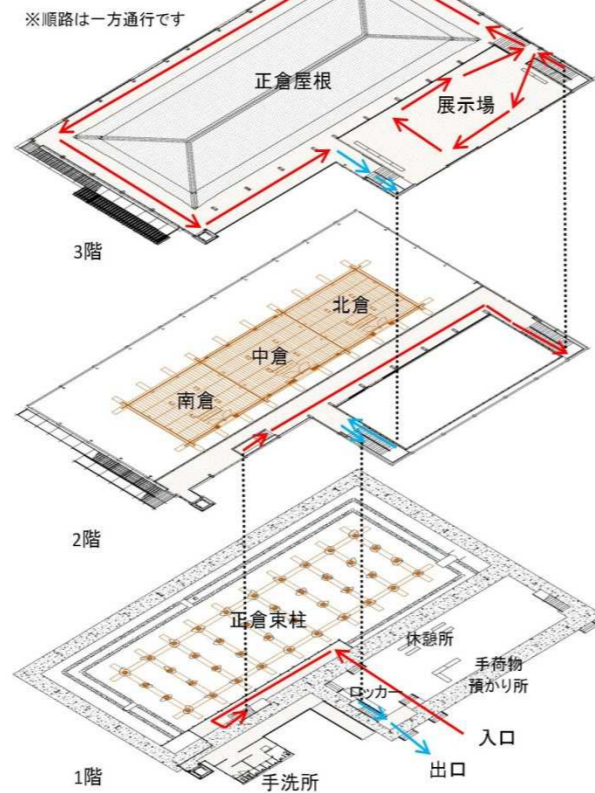 ※順路は一方通行です
正倉屋根
展示場
3階
北倉
中倉
南倉
2階
正倉束柱
休憩所
手荷物
預かり所
ロッカー
入口
出口
手洗所
1階